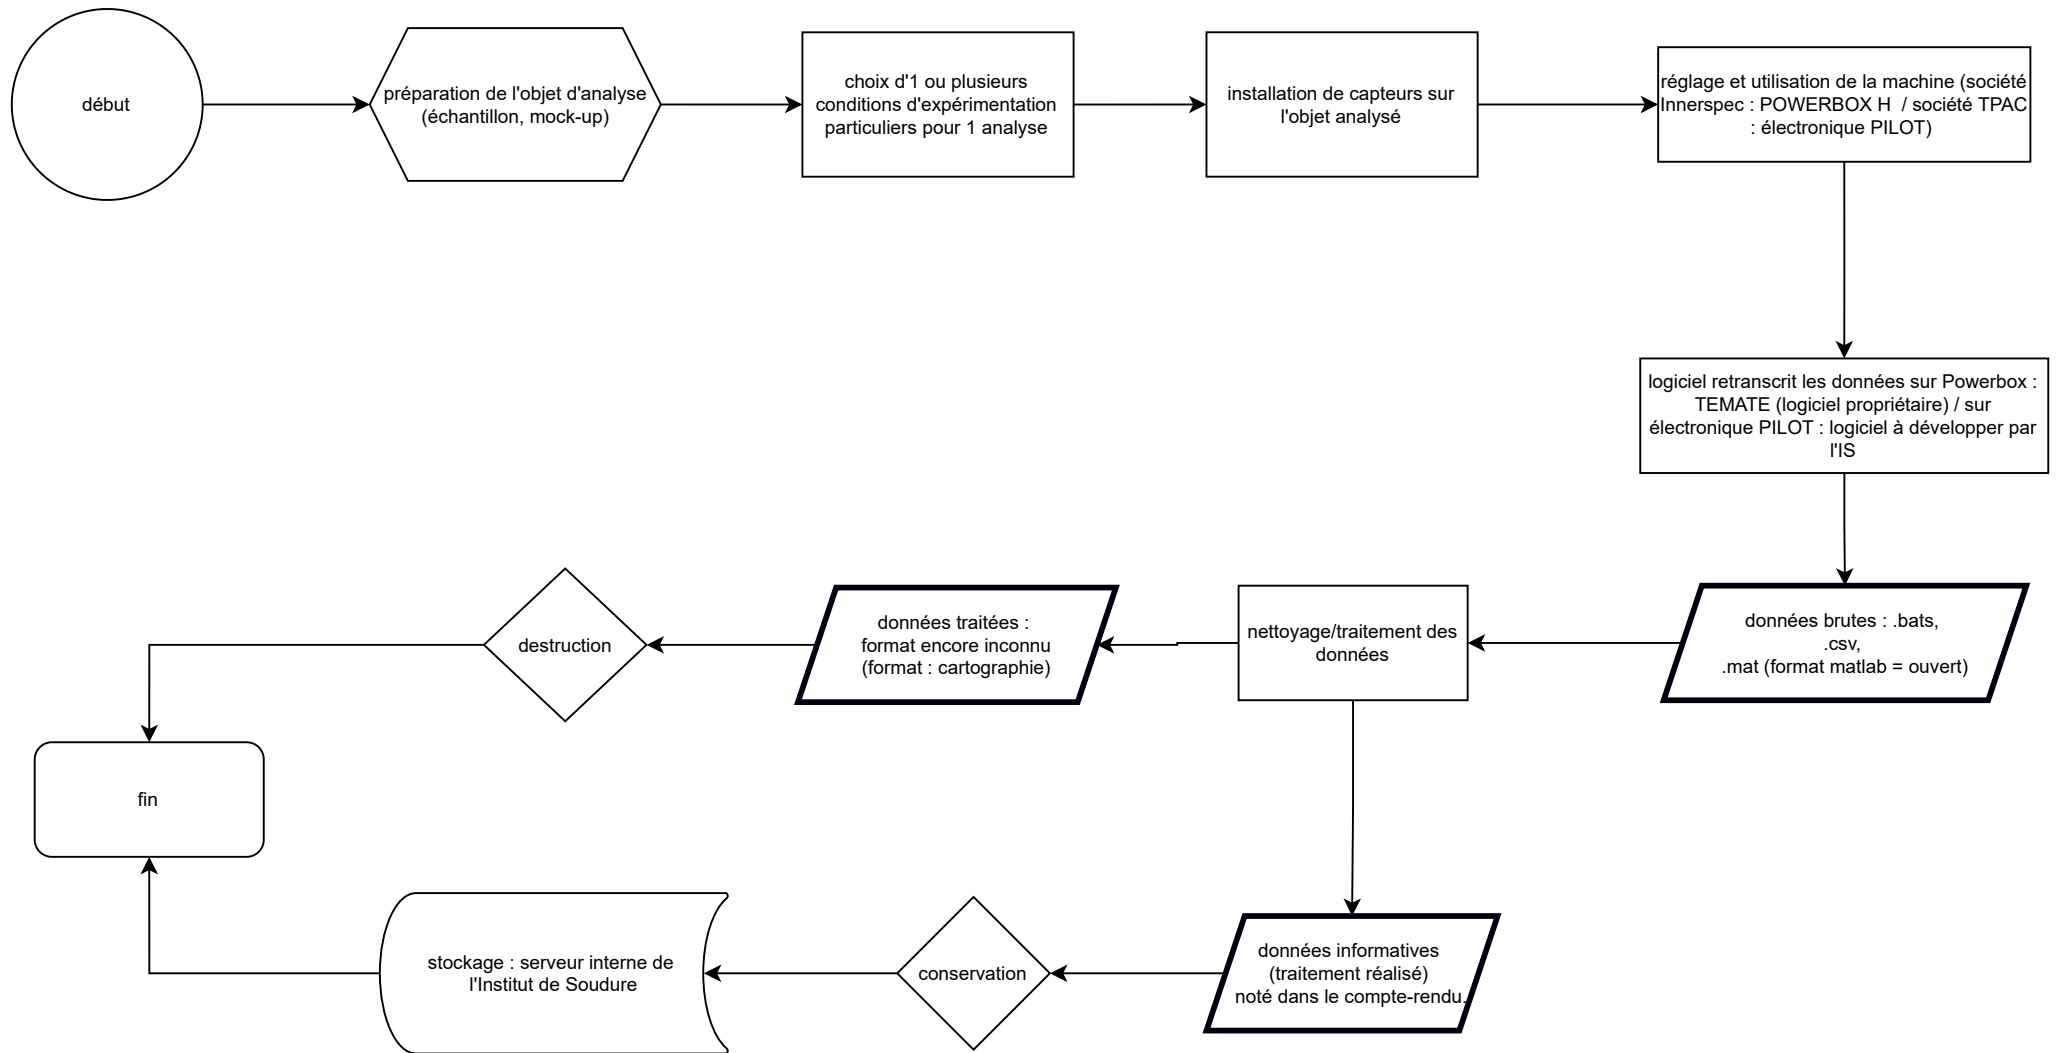 début
préparation de l'objet d'analyse
(échantillon, mock-up)
choix d'1 ou plusieurs
conditions d'expérimentation
particuliers pour 1 analyse
installation de capteurs sur
l'objet analysé
réglage et utilisation de la machine (société
Innerspec : POWERBOX H / société TPAC
: électronique PILOT)
logiciel retranscrit les données sur Powerbox :
TEMATE (logiciel propriétaire) / sur
électronique PILOT : logiciel à développer par
l'IS
données brutes : .bats,
.csv,
.mat (format matlab = ouvert)
nettoyage/traitement des
données
données traitées :
format encore inconnu
(format : cartographie)
destruction
fin
données informatives
(traitement réalisé)
noté dans le compte-rendu.
conservation
stockage : serveur interne de
l'Institut de Soudure